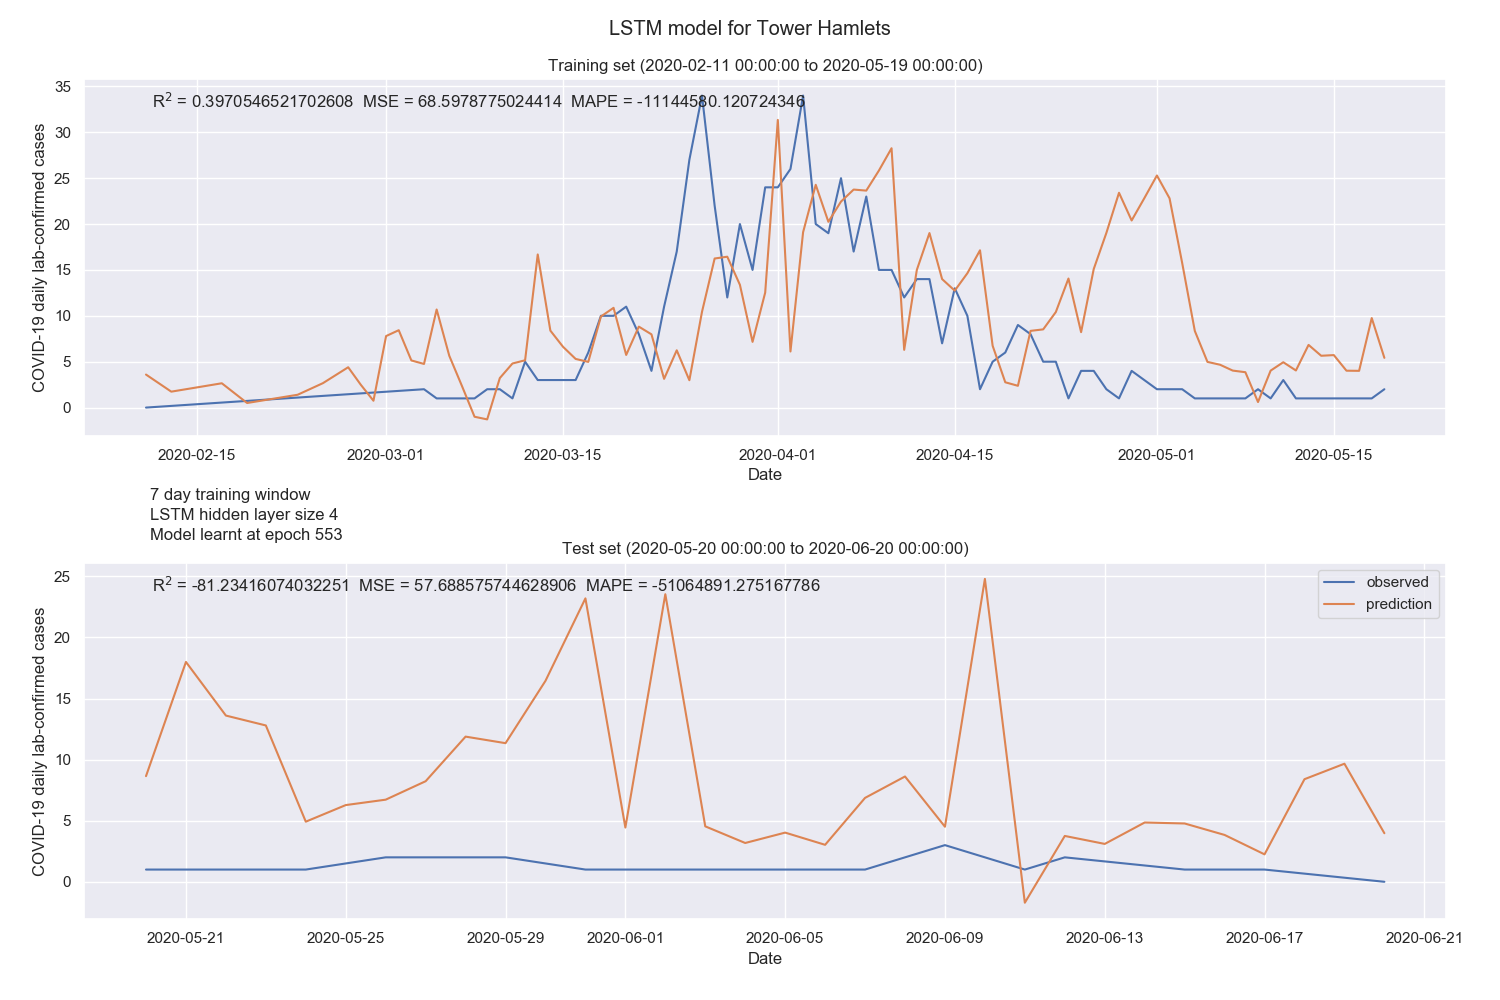 LSTM model for Tower Hamlets
Training set (2020-02-11 00:00:00 to 2020-05-19 00:00:00)
R² = 0.3970546521702608 MSE = 68.5978775024414 MAPE = -11144580.120724346
COVID-19 daily lab-confirmed cases
35
30
25
20
15
10
5
0
2020-02-15 2020-03-01 2020-03-15 2020-04-01 2020-04-15 2020-05-01 2020-05-15
Date
7 day training window
LSTM hidden layer size 4
Model learnt at epoch 553
Test set (2020-05-20 00:00:00 to 2020-06-20 00:00:00)
R² = -81.23416074032251 MSE = 57.688575744628906 MAPE = -51064891.275167786
observed
prediction
COVID-19 daily lab-confirmed cases
25
20
15
10
5
0
2020-05-21 2020-05-25 2020-05-29 2020-06-01 2020-06-05 2020-06-09 2020-06-13 2020-06-17 2020-06-21
Date